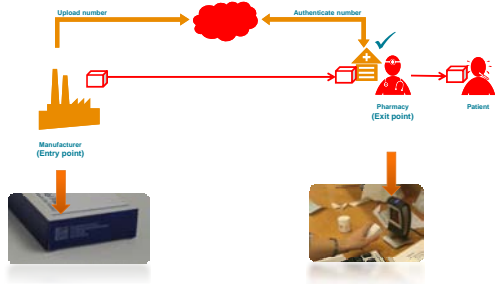 Upload number
Authenticate number
Manufacturer
(Entry point)
Pharmacy
(Exit point)
Patient